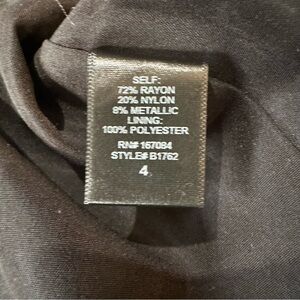 SELF:
72% RAYON
20% NYLON
8% METALLIC
LINING:
100% POLYESTER
RN# 167084
STYLE# B1762
4